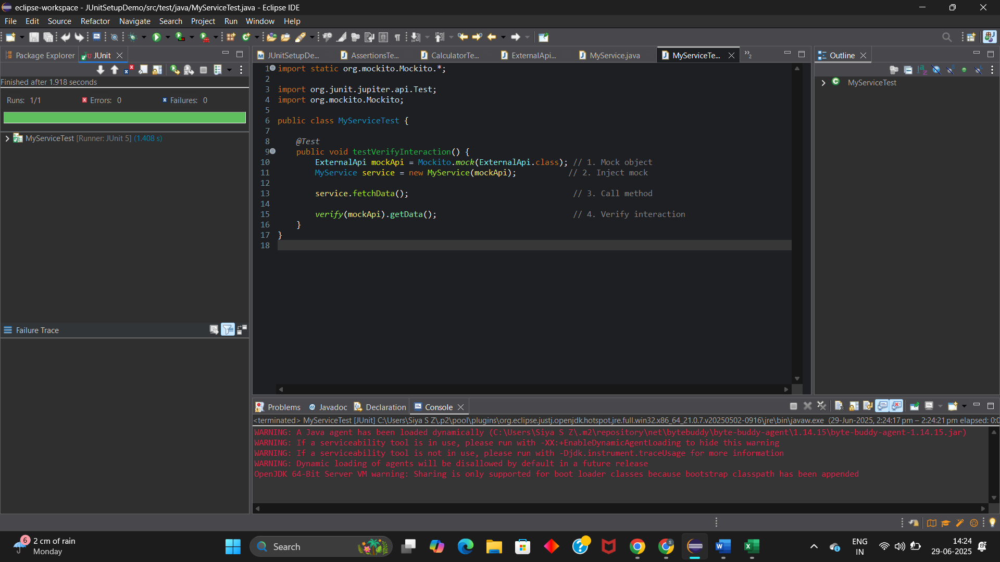 eclipse-workspace - JUnitSetupDemo/src/test/java/MyServiceTest.java - Eclipse IDE
File Edit Source Refactor Navigate Search Project Run Window Help
Package Explorer JUnit
Finished after 1.918 seconds
Runs: 1/1 Errors: 0 Failures: 0
MyServiceTest [Runner: JUnit 5] (1.408 s)
Failure Trace
JUnitSetupDe... AssertionsTe... CalculatorTe... ExternalApi... MyService.java MyServiceTe... »2
1 import static org.mockito.Mockito.*;
2
3 import org.junit.jupiter.api.Test;
4 import org.mockito.Mockito;
5
6 public class MyServiceTest {
7
8 @Test
9 public void testVerifyInteraction() {
10 ExternalApi mockApi = Mockito.mock(ExternalApi.class); // 1. Mock object
11 MyService service = new MyService(mockApi); // 2. Inject mock
12
13 service.fetchData(); // 3. Call method
14
15 verify(mockApi).getData(); // 4. Verify interaction
16 }
17 }
18
Outline
MyServiceTest
Problems @ Javadoc Declaration Console
<terminated> MyServiceTest [JUnit] C:\Users\Siya S Z\.p2\pool\plugins\org.eclipse.justj.openjdk.hotspot.jre.full.win32.x86_64_21.0.7.v20250502-0916\jre\bin\javaw.exe (29-Jun-2025, 2:24:17 pm – 2:24:21 pm elapsed: 0:0
WARNING: A Java agent has been loaded dynamically (C:\Users\Siya S Z\.m2\repository\net\bytebuddy\byte-buddy-agent\1.14.15\byte-buddy-agent-1.14.15.jar)
WARNING: If a serviceability tool is in use, please run with -XX:+EnableDynamicAgentLoading to hide this warning
WARNING: If a serviceability tool is not in use, please run with -Djdk.instrument.traceUsage for more information
WARNING: Dynamic loading of agents will be disallowed by default in a future release
OpenJDK 64-Bit Server VM warning: Sharing is only supported for boot loader classes because bootstrap classpath has been appended
6
2 cm of rain
Monday
Search
ENG
IN
14:24
29-06-2025